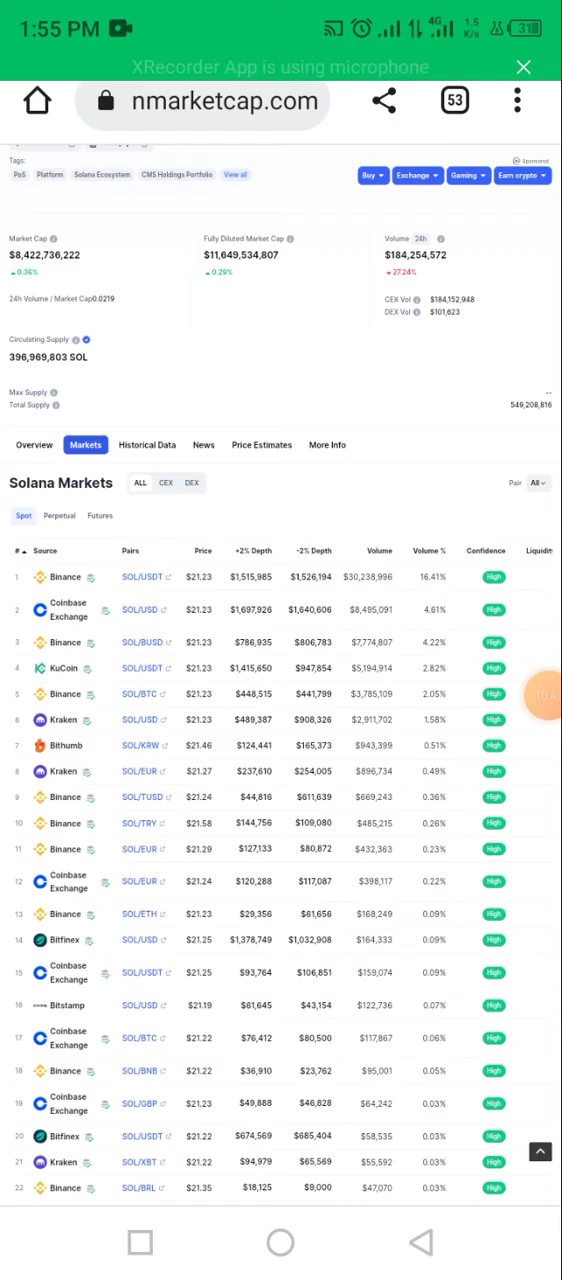 1:55 PM
4G
1.5 K/s
31
XRecorder App is using microphone
nmarketcap.com
53
Tags:
Sponsored
PoS Platform Solana Ecosystem CMS Holdings Portfolio View all
Buy Exchange Gaming Earn crypto
Market Cap Fully Diluted Market Cap Volume 24h
$8,422,736,222 $11,649,534,807 $184,254,572
0.36% 0.29% 27.24%
24h Volume / Market Cap0.0219
CEX Vol $184,152,948
DEX Vol $101,623
Circulating Supply
396,969,803 SOL
Max Supply --
Total Supply 549,208,816
Overview Markets Historical Data News Price Estimates More Info
Solana Markets ALL CEX DEX Pair All
Spot Perpetual Futures
# Source Pairs Price +2% Depth -2% Depth Volume Volume % Confidence Liquidit
1 Binance SOL/USDT $21.23 $1,515,985 $1,526,194 $30,238,996 16.41% High
2 Coinbase Exchange SOL/USD $21.23 $1,697,926 $1,640,606 $8,495,091 4.61% High
3 Binance SOL/BUSD $21.23 $786,935 $806,783 $7,774,807 4.22% High
4 KuCoin SOL/USDT $21.23 $1,415,650 $947,854 $5,194,914 2.82% High
5 Binance SOL/BTC $21.23 $448,515 $441,799 $3,785,109 2.05% High
6 Kraken SOL/USD $21.23 $489,387 $908,326 $2,911,702 1.58% High
7 Bithumb SOL/KRW $21.46 $124,441 $165,373 $943,399 0.51% High
8 Kraken SOL/EUR $21.27 $237,610 $254,005 $896,734 0.49% High
9 Binance SOL/TUSD $21.24 $44,816 $611,639 $669,243 0.36% High
10 Binance SOL/TRY $21.58 $144,756 $109,080 $485,215 0.26% High
11 Binance SOL/EUR $21.29 $127,133 $80,872 $432,363 0.23% High
12 Coinbase Exchange SOL/EUR $21.24 $120,288 $117,087 $398,117 0.22% High
13 Binance SOL/ETH $21.23 $29,356 $61,656 $168,249 0.09% High
14 Bitfinex SOL/USD $21.25 $1,378,749 $1,032,908 $164,333 0.09% High
15 Coinbase Exchange SOL/USDT $21.25 $93,764 $106,851 $159,074 0.09% High
16 Bitstamp SOL/USD $21.19 $61,645 $43,154 $122,736 0.07% High
17 Coinbase Exchange SOL/BTC $21.22 $76,412 $80,500 $117,867 0.06% High
18 Binance SOL/BNB $21.22 $36,910 $23,762 $95,001 0.05% High
19 Coinbase Exchange SOL/GBP $21.23 $49,888 $46,828 $64,242 0.03% High
20 Bitfinex SOL/USDT $21.22 $674,569 $685,404 $58,535 0.03% High
21 Kraken SOL/XBT $21.22 $94,979 $65,569 $55,592 0.03% High
22 Binance SOL/BRL $21.35 $18,125 $9,000 $47,070 0.03% High